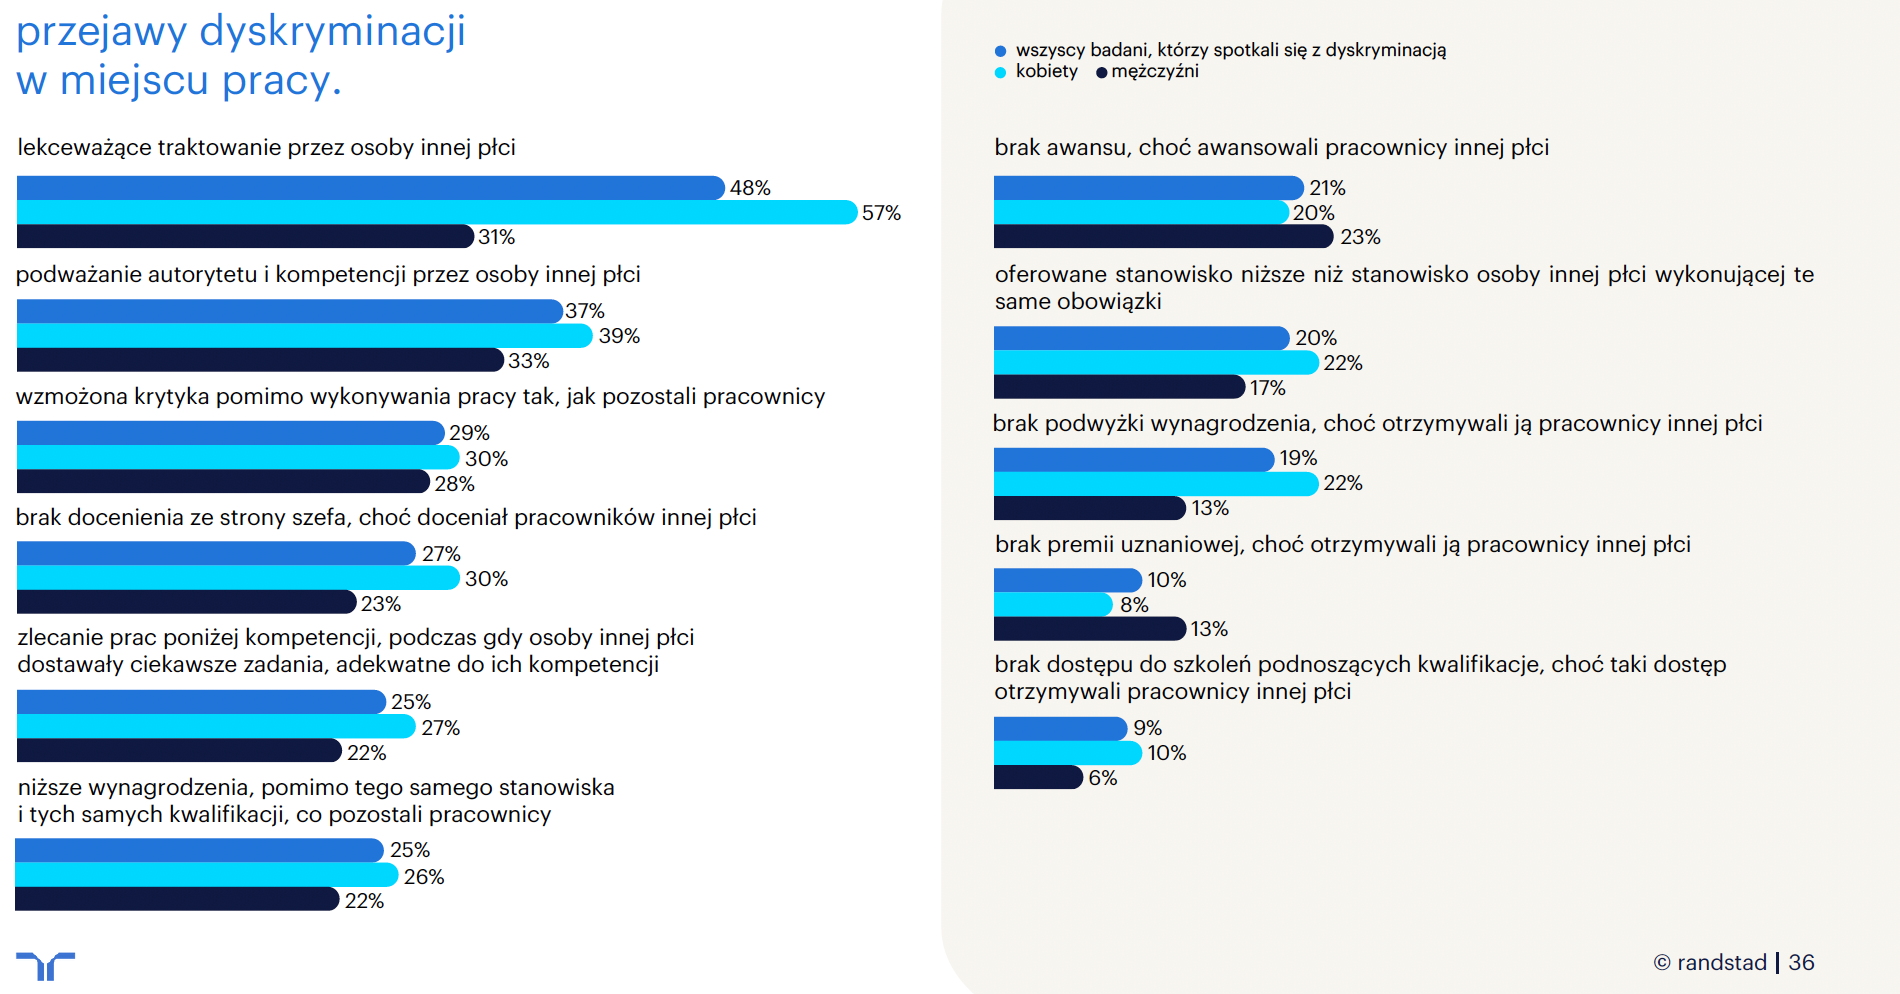 przejawy dyskryminacji
w miejscu pracy.
lekceważące traktowanie przez osoby innej płci
48%
57%
31%
podważanie autorytetu i kompetencji przez osoby innej płci
37%
39%
33%
wzmożona krytyka pomimo wykonywania pracy tak, jak pozostali pracownicy
29%
30%
28%
brak docenienia ze strony szefa, choć doceniał pracowników innej płci
27%
30%
23%
zlecanie prac poniżej kompetencji, podczas gdy osoby innej płci
dostawały ciekawsze zadania, adekwatne do ich kompetencji
25%
27%
22%
niższe wynagrodzenia, pomimo tego samego stanowiska
i tych samych kwalifikacji, co pozostali pracownicy
25%
26%
22%
wszyscy badani, którzy spotkali się z dyskryminacją
kobiety mężczyźni
brak awansu, choć awansowali pracownicy innej płci
21%
20%
23%
oferowane stanowisko niższe niż stanowisko osoby innej płci wykonującej te
same obowiązki
20%
22%
17%
brak podwyżki wynagrodzenia, choć otrzymywali ją pracownicy innej płci
19%
22%
13%
brak premii uznaniowej, choć otrzymywali ją pracownicy innej płci
10%
8%
13%
brak dostępu do szkoleń podnoszących kwalifikacje, choć taki dostęp
otrzymywali pracownicy innej płci
9%
10%
6%
© randstad | 36